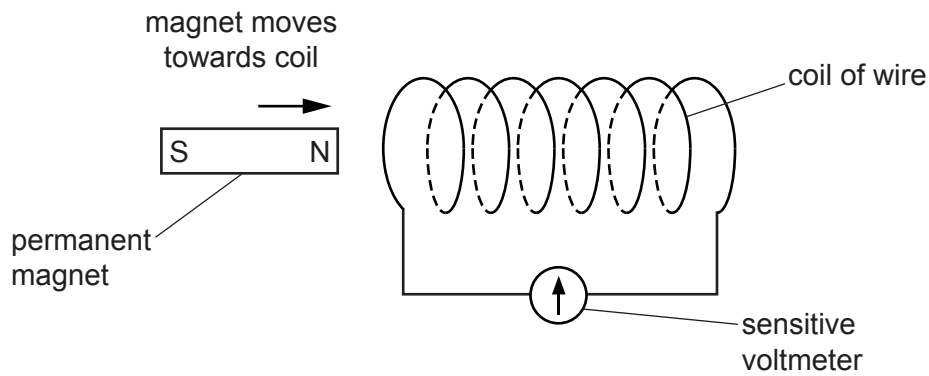 magnet moves
towards coil
coil of wire
S N
permanent
magnet
sensitive
voltmeter